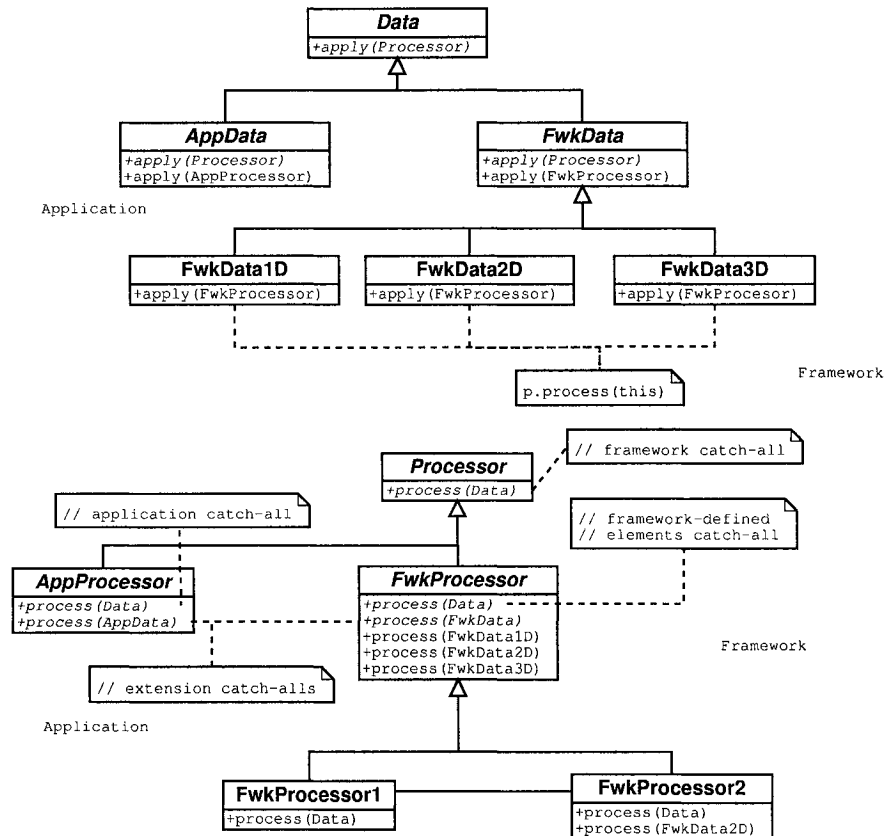 Data
+apply(Processor)
AppData
+apply(Processor)
+apply(AppProcessor)
FwkData
+apply(Processor)
+apply(FwkProcessor)
Application
FwkData1D
+apply(FwkProcessor)
FwkData2D
+apply(FwkProcessor)
FwkData3D
+apply(FwkProcesor)
Framework
p.process(this)
// framework catch-all
Processor
+process(Data)
// application catch-all
// framework-defined
// elements catch-all
AppProcessor
+process(Data)
+process(AppData)
FwkProcessor
+process(Data)
+process(FwkData)
+process(FwkData1D)
+process(FwkData2D)
+process(FwkData3D)
Framework
// extension catch-alls
Application
FwkProcessor1
+process(Data)
FwkProcessor2
+process(Data)
+process(FwkData2D)